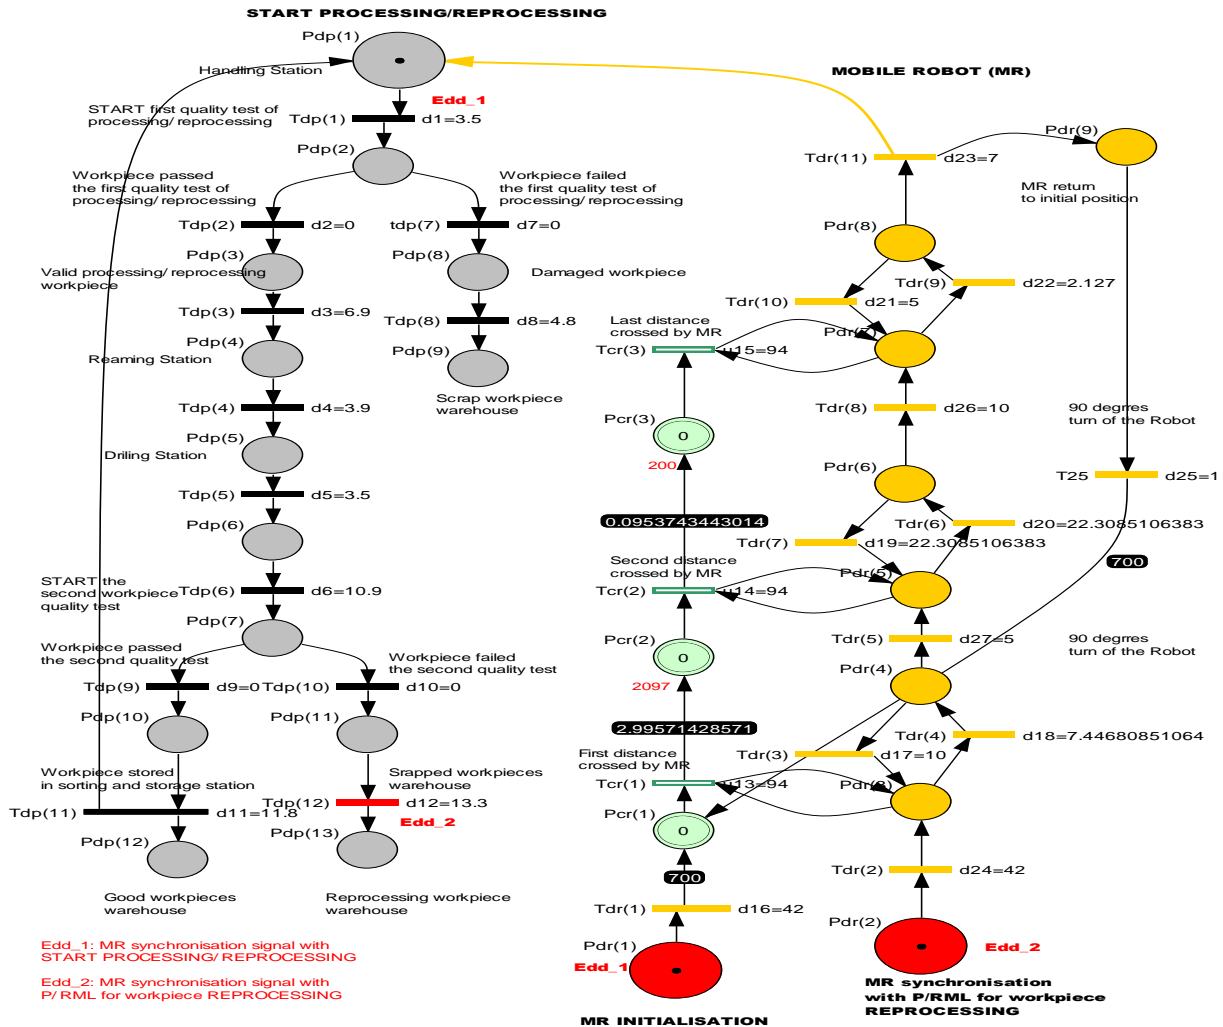 START PROCESSING/REPROCESSING
Pdp(1)
Handling Station
Edd_1
START first quality test of
processing/ reprocessing
Tdp(1)
d1=3.5
Pdp(2)
Workpiece passed
the first quality test of
processing/ reprocessing
Workpiece failed
the first quality test of
processing/ reprocessing
Tdp(2)
d2=0
tdp(7)
d7=0
Pdp(3)
Pdp(8)
Valid processing/ reprocessing
workpiece
Damaged workpiece
Tdp(3)
d3=6.9
Tdp(8)
d8=4.8
Pdp(4)
Pdp(9)
Reaming Station
Scrap workpiece
warehouse
Tdp(4)
d4=3.9
Pdp(5)
Driling Station
Tdp(5)
d5=3.5
Pdp(6)
START the
second workpiece
quality test
Tdp(6)
d6=10.9
Pdp(7)
Workpiece passed
the second quality test
Workpiece failed
the second quality test
Tdp(9)
d9=0
Tdp(10)
d10=0
Pdp(10)
Pdp(11)
Workpiece stored
in sorting and storage station
Srapped workpieces
warehouse
Tdp(11)
d11=11.8
Tdp(12)
d12=13.3
Edd_2
Pdp(12)
Pdp(13)
Good workpieces
warehouse
Reprocessing workpiece
warehouse
Edd_1: MR synchronisation signal with
START PROCESSING/ REPROCESSING
Edd_2: MR synchronisation signal with
P/ RML for workpiece REPROCESSING
MOBILE ROBOT (MR)
Pdr(9)
Tdr(11)
d23=7
MR return
to initial position
Pdr(8)
Tdr(9)
d22=2.127
Tdr(10)
d21=5
Last distance
crossed by MR
Pdr(7)
Tcr(3)
u15=94
Tdr(8)
d26=10
90 degrres
turn of the Robot
Pcr(3)
0
200
Pdr(6)
T25
d25=1
0.0953743443014
Tdr(6)
d20=22.3085106383
Tdr(7)
d19=22.3085106383
700
Second distance
crossed by MR
Pdr(5)
Tcr(2)
u14=94
Pcr(2)
0
2097
Tdr(5)
d27=5
90 degrres
turn of the Robot
Pdr(4)
2.99571428571
Tdr(4)
d18=7.44680851064
Tdr(3)
d17=10
First distance
crossed by MR
Tcr(1)
u13=94
Pcr(1)
0
700
Tdr(2)
d24=42
Tdr(1)
d16=42
Pdr(2)
Edd_2
Pdr(1)
Edd_1
MR synchronisation
with P/RML for workpiece
REPROCESSING
MR INITIALISATION